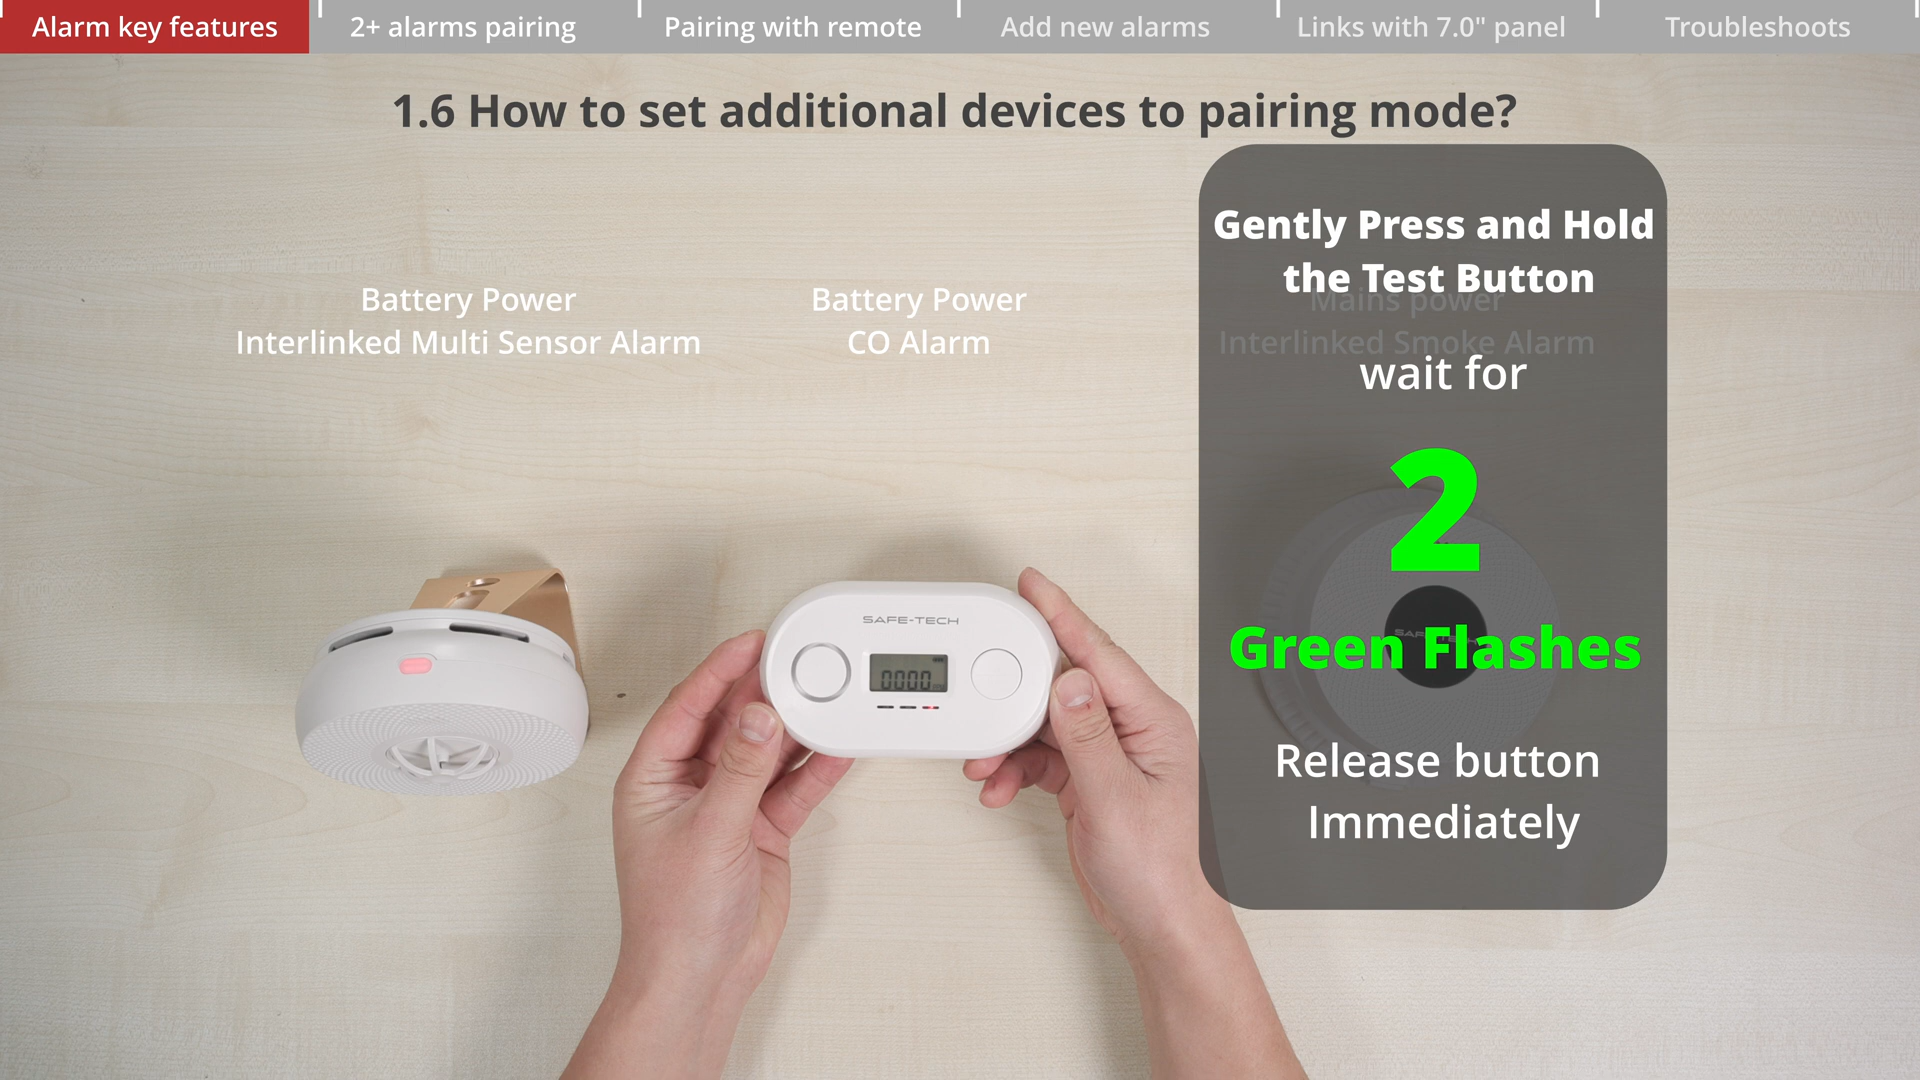 Alarm key features
2+ alarms pairing
Pairing with remote
Add new alarms
Links with 7.0" panel
Troubleshoots
1.6 How to set additional devices to pairing mode?
Battery Power
Interlinked Multi Sensor Alarm
Battery Power
CO Alarm
Mains power
Interlinked Smoke Alarm
Gently Press and Hold
the Test Button
wait for
2
Green Flashes
Release button
Immediately
SAFE-TECH
0000
SAFE-TECH